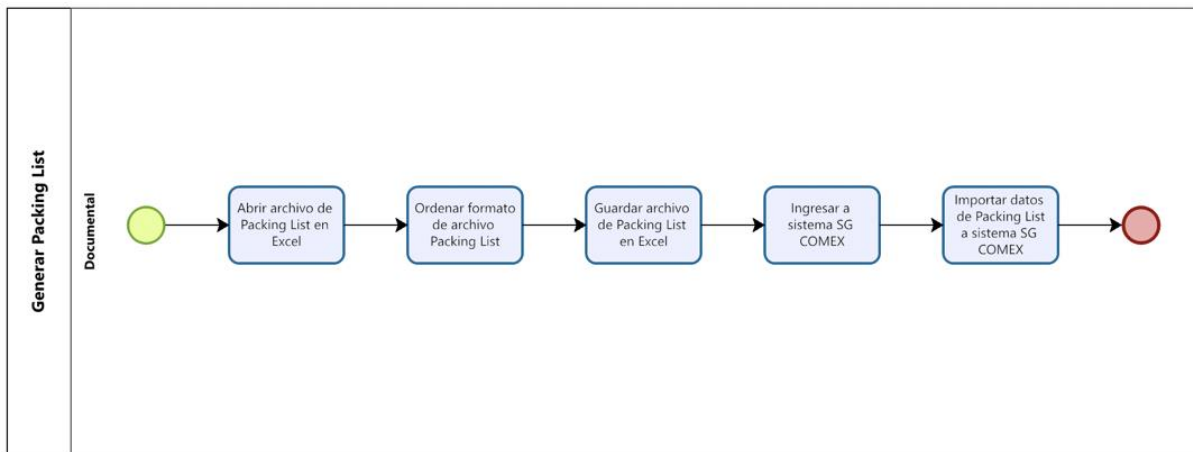 Generar Packing List
Documental
Abrir archivo de
Packing List en
Excel
Ordenar formato
de archivo
Packing List
Guardar archivo
de Packing List
en Excel
Ingresar a
sistema SG
COMEX
Importar datos
de Packing List
a sistema SG
COMEX